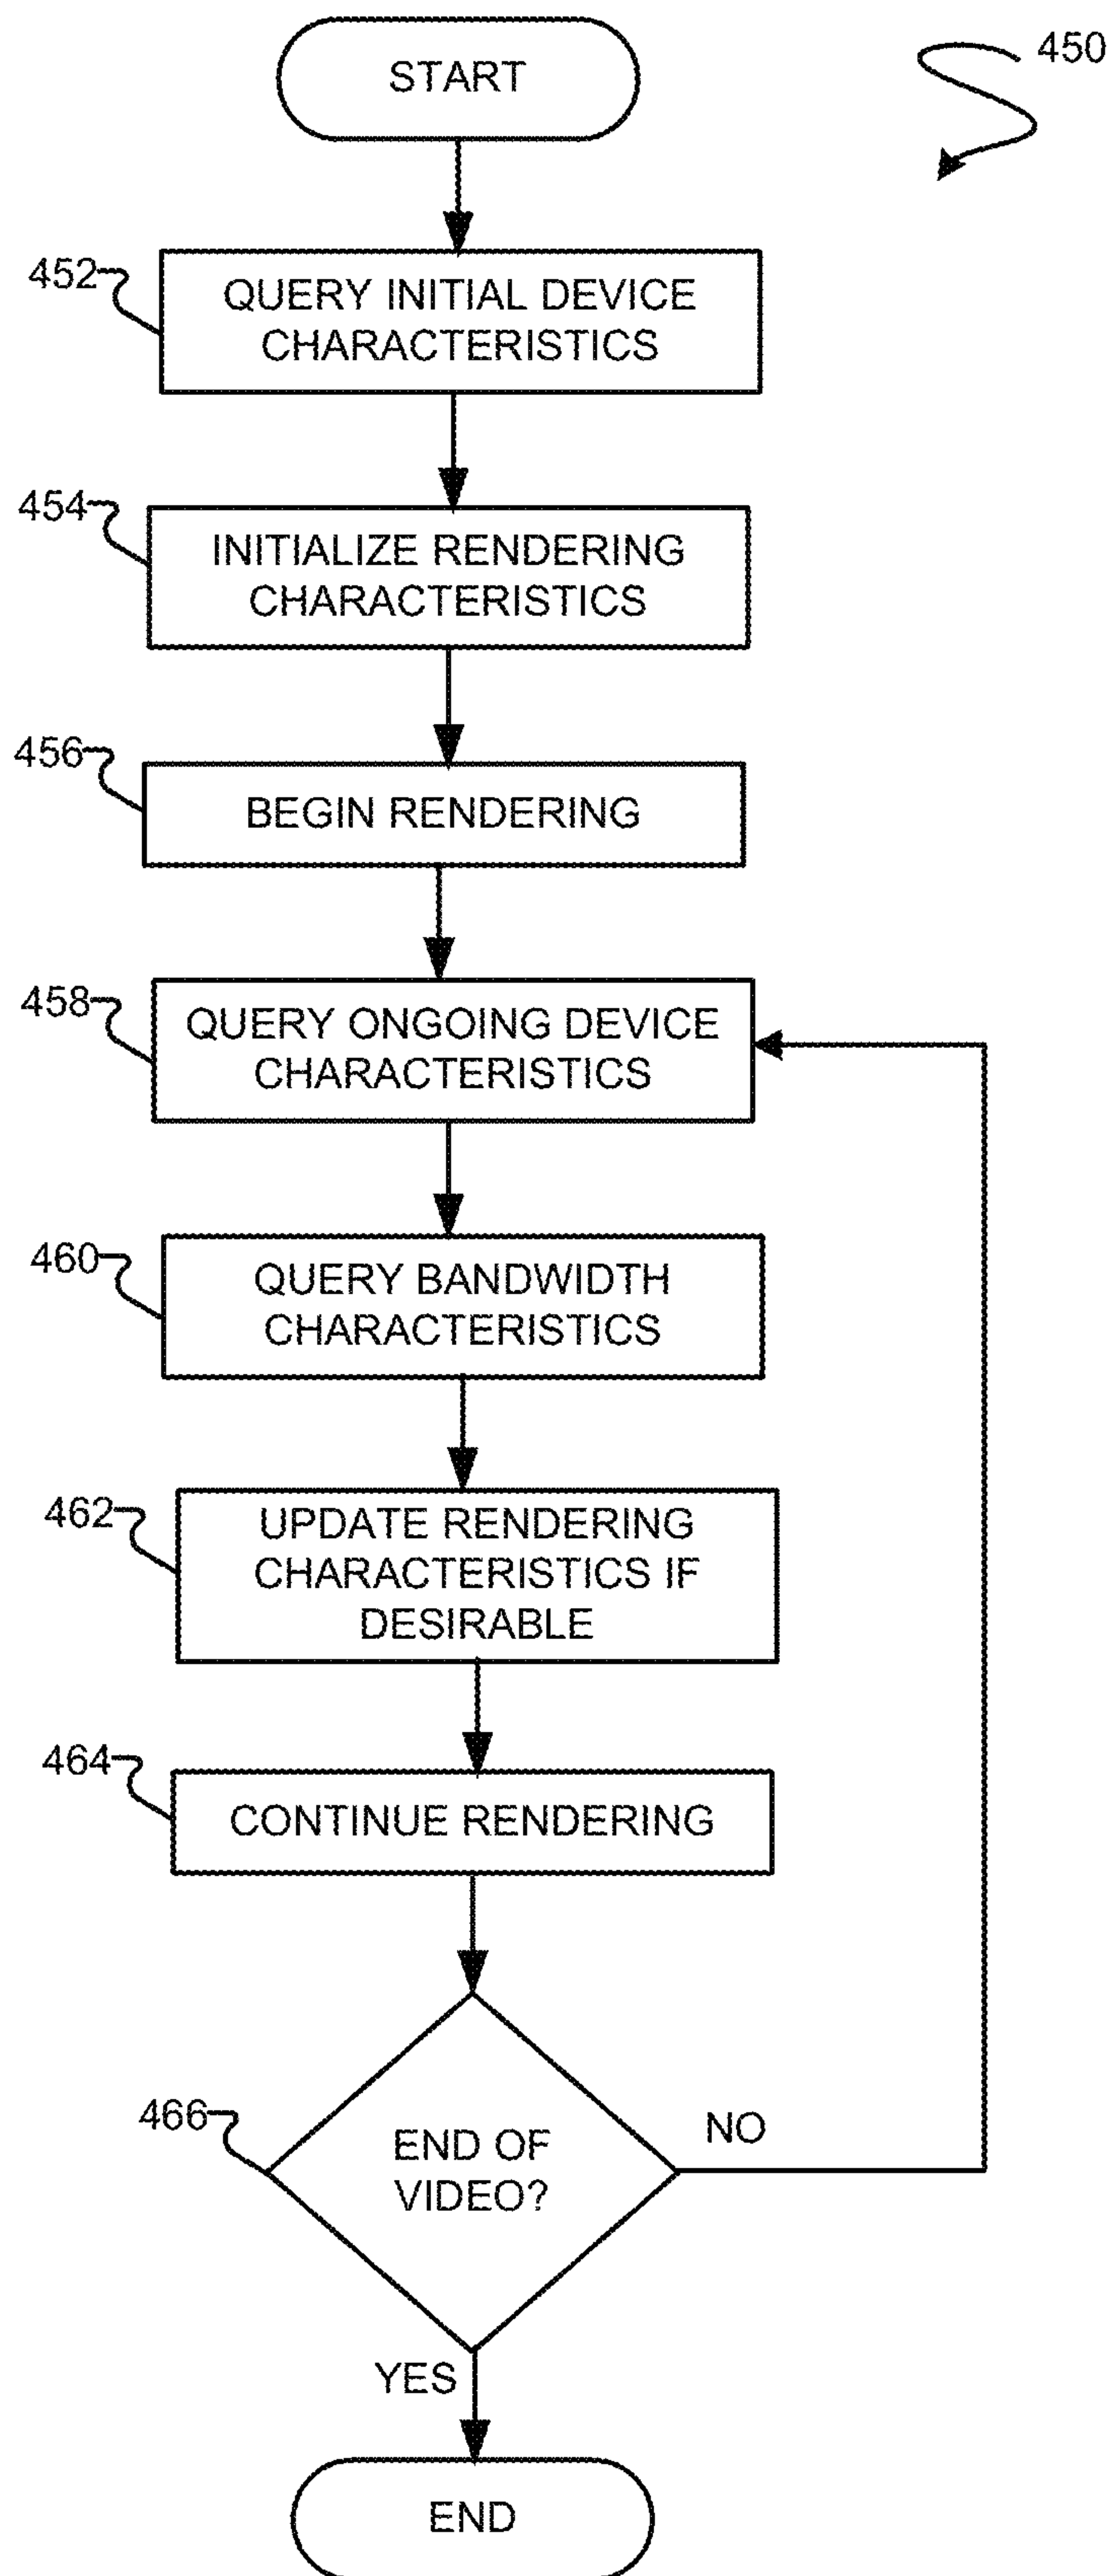 START
450
452
QUERY INITIAL DEVICE
CHARACTERISTICS
454
INITIALIZE RENDERING
CHARACTERISTICS
456
BEGIN RENDERING
458
QUERY ONGOING DEVICE
CHARACTERISTICS
460
QUERY BANDWIDTH
CHARACTERISTICS
462
UPDATE RENDERING
CHARACTERISTICS IF
DESIRABLE
464
CONTINUE RENDERING
466
END OF
VIDEO?
NO
YES
END